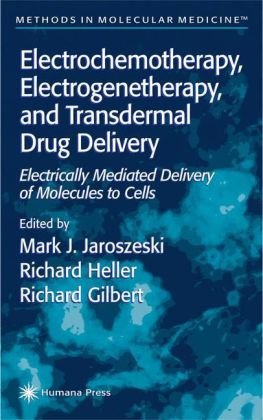 METHODS IN MOLECULAR MEDICINE™
Electrochemotherapy,
Electrogenetherapy,
and Transdermal
Drug Delivery
Electrically Mediated Delivery
of Molecules to Cells
Edited by
Mark J. Jaroszeski
Richard Heller
Richard Gilbert
Humana Press